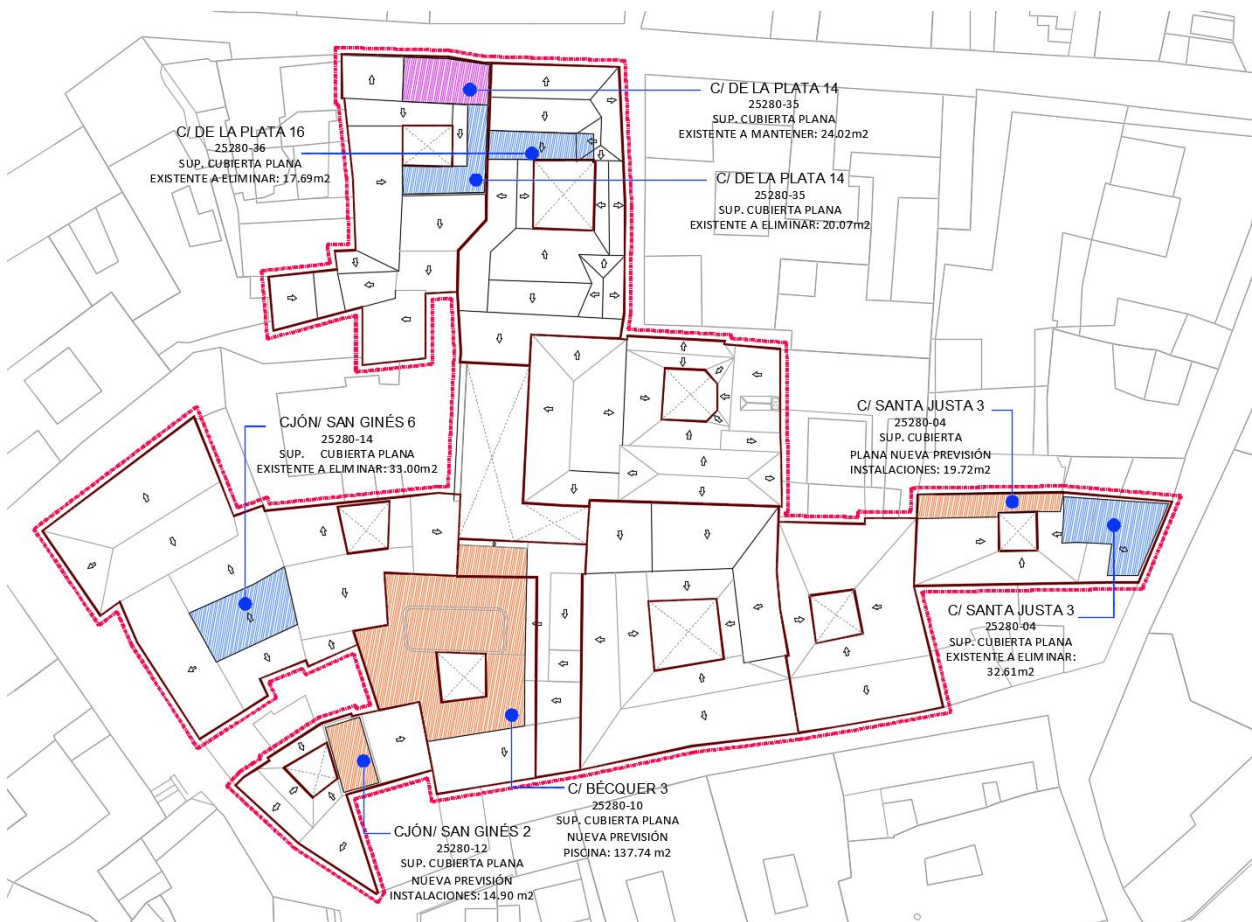 C/ DE LA PLATA 14
25280-35
SUP. CUBIERTA PLANA
EXISTENTE A MANTENER: 24.02m2
C/ DE LA PLATA 16
25280-36
SUP. CUBIERTA PLANA
EXISTENTE A ELIMINAR: 17.69m2
C/ DE LA PLATA 14
25280-35
SUP. CUBIERTA PLANA
EXISTENTE A ELIMINAR: 20.07m2
CJÓN/ SAN GINÉS 6
25280-14
SUP. CUBIERTA PLANA
EXISTENTE A ELIMINAR: 33.00m2
C/ SANTA JUSTA 3
25280-04
SUP. CUBIERTA
PLANA NUEVA PREVISIÓN
INSTALACIONES: 19.72m2
C/ SANTA JUSTA 3
25280-04
SUP. CUBIERTA PLANA
EXISTENTE A ELIMINAR:
32.61m2
C/ BÉCQUER 3
25280-10
SUP. CUBIERTA PLANA
NUEVA PREVISIÓN
PISCINA: 137.74 m2
CJÓN/ SAN GINÉS 2
25280-12
SUP. CUBIERTA PLANA
NUEVA PREVISIÓN
INSTALACIONES: 14.90 m2